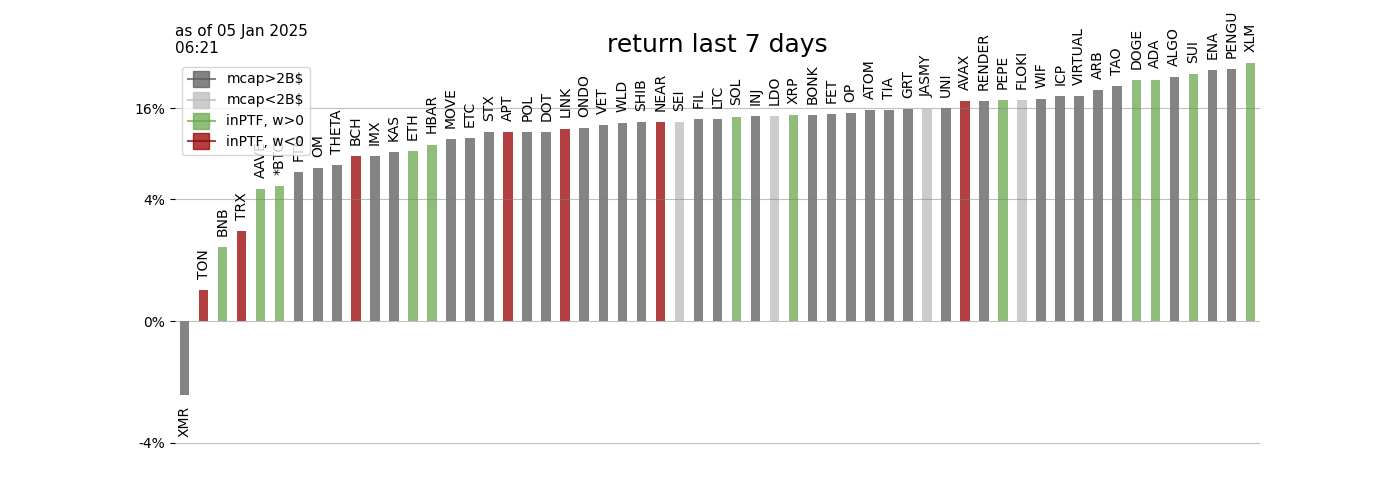 as of 05 Jan 2025
06:21
return last 7 days
mcap>2B$
mcap<2B$
inPTF, w>0
inPTF, w<0
16%
4%
0%
-4%
XMR
TON
BNB
TRX
AAVE
*BTC
OM
THETA
BCH
IMX
KAS
ETH
HBAR
MOVE
ETC
STX
APT
POL
DOT
LINK
ONDO
VET
WLD
SHIB
NEAR
SEI
FIL
LTC
SOL
INJ
LDO
XRP
BONK
FET
OP
ATOM
TIA
GRT
JASMY
UNI
AVAX
RENDER
PEPE
FLOKI
WIF
ICP
VIRTUAL
ARB
TAO
DOGE
ADA
ALGO
SUI
ENA
PENGU
XLM